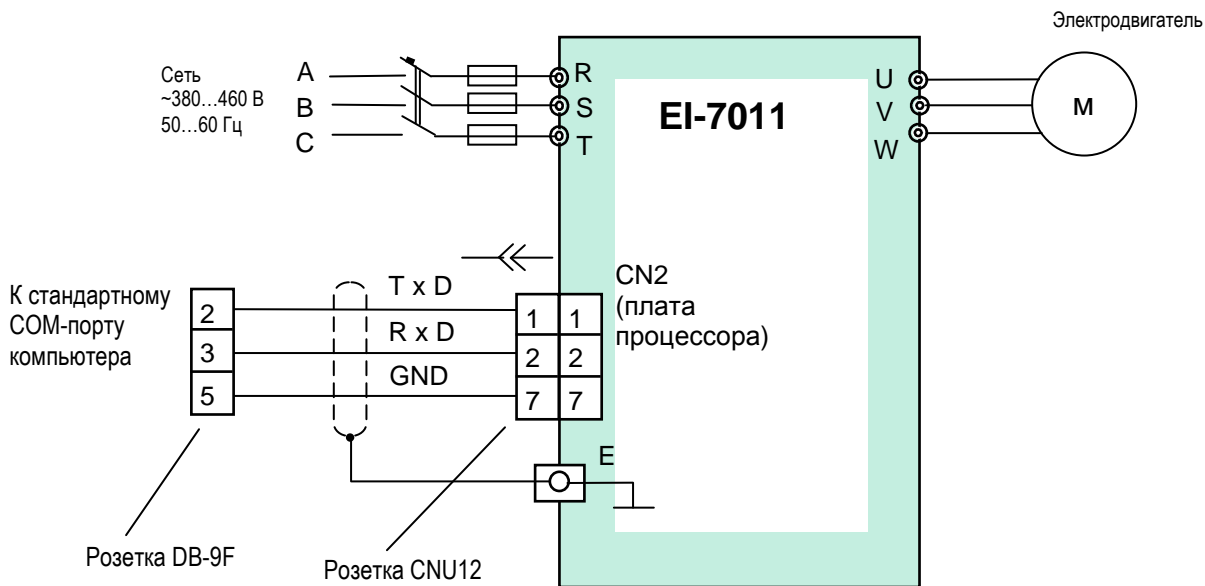 Электродвигатель
Сеть
~380...460 В
50...60 Гц
A
B
C
R
S
T
EI-7011
U
V
W
M
К стандартному
COM-порту
компьютера
2
3
5
T x D
R x D
GND
1 1
2 2
7 7
CN2
(плата
процессора)
E
Розетка DB-9F
Розетка CNU12